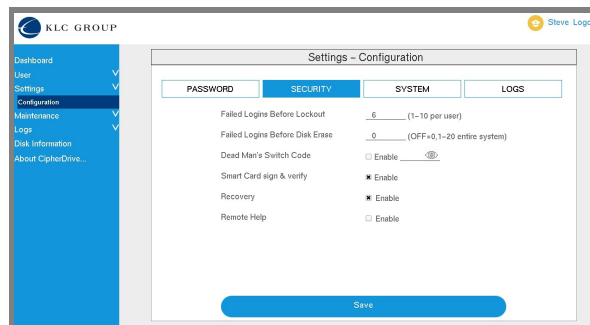 KLC GROUP
Steve Logo
Settings – Configuration
Dashboard
User
Settings
Configuration
Maintenance
Logs
Disk Information
About CipherDrive...
PASSWORD SECURITY SYSTEM LOGS
Failed Logins Before Lockout 6 (1–10 per user)
Failed Logins Before Disk Erase 0 (OFF=0,1–20 entire system)
Dead Man's Switch Code Enable
Smart Card sign & verify Enable
Recovery Enable
Remote Help Enable
Save